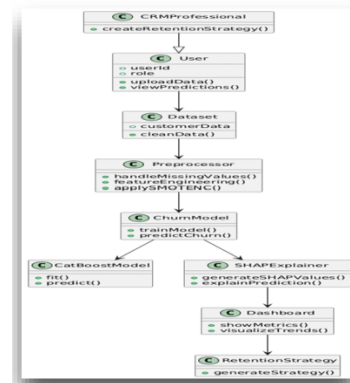 C CRMProfessional
createRetentionStrategy()
C User
userId
role
uploadData()
viewPredictions()
C Dataset
customerData
cleanData()
C Preprocessor
handleMissingValues()
featureEngineering()
applySMOTENC()
C ChurnModel
trainModel()
predictChurn()
C CatBoostModel
fit()
predict()
C SHAPExplainer
generateSHAPValues()
explainPrediction()
C Dashboard
showMetrics()
visualizeTrends()
C RetentionStrategy
generateStrategy()